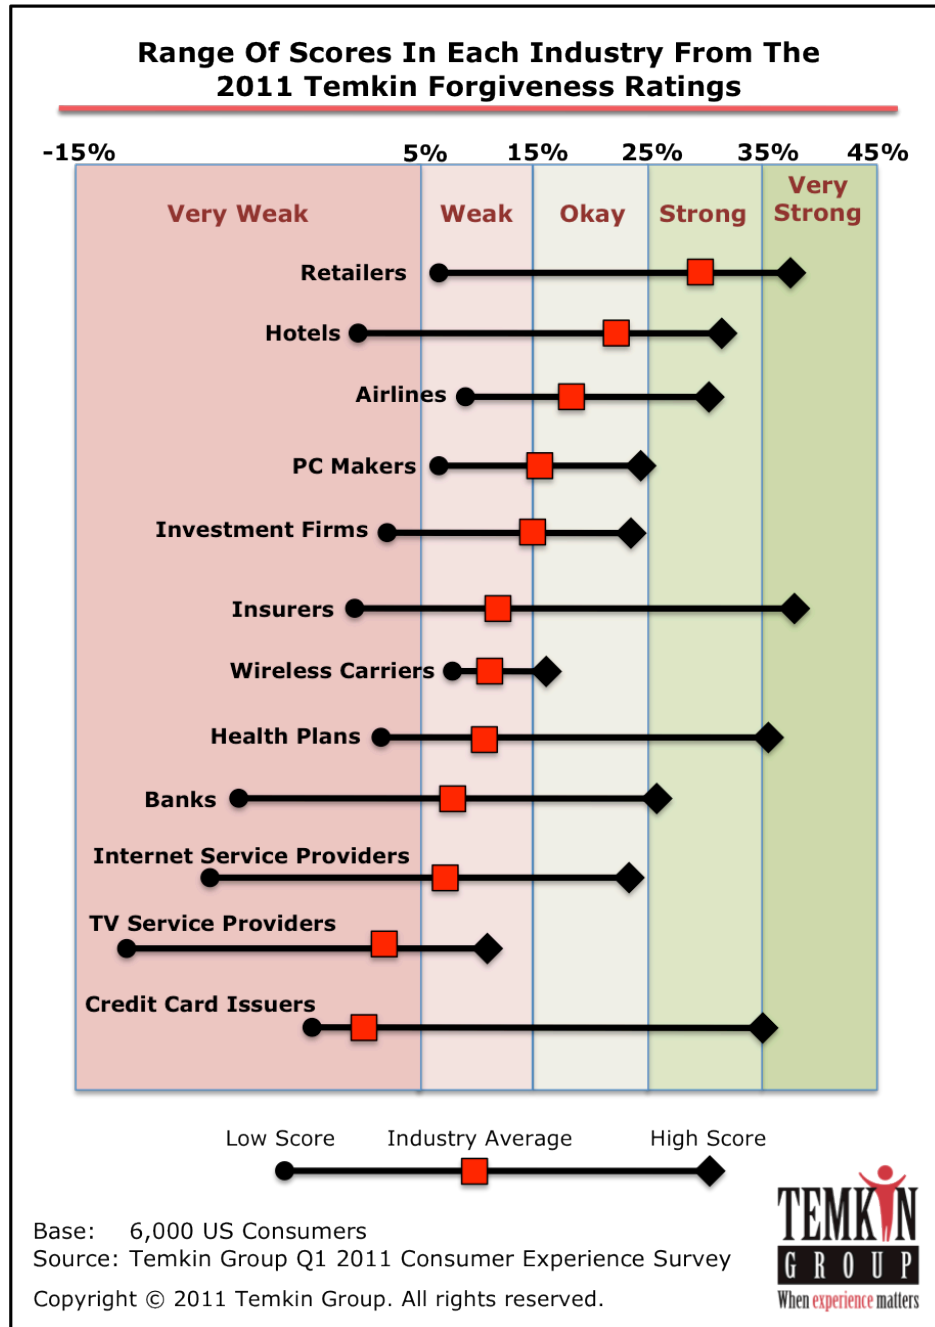 Range Of Scores In Each Industry From The
2011 Temkin Forgiveness Ratings
-15% 5% 15% 25% 35% 45%
Very Weak Weak Okay Strong Very
Strong
Retailers
Hotels
Airlines
PC Makers
Investment Firms
Insurers
Wireless Carriers
Health Plans
Banks
Internet Service Providers
TV Service Providers
Credit Card Issuers
Low Score Industry Average High Score
Base: 6,000 US Consumers
Source: Temkin Group Q1 2011 Consumer Experience Survey
Copyright © 2011 Temkin Group. All rights reserved.
TEMKIN
GROUP
When experience matters